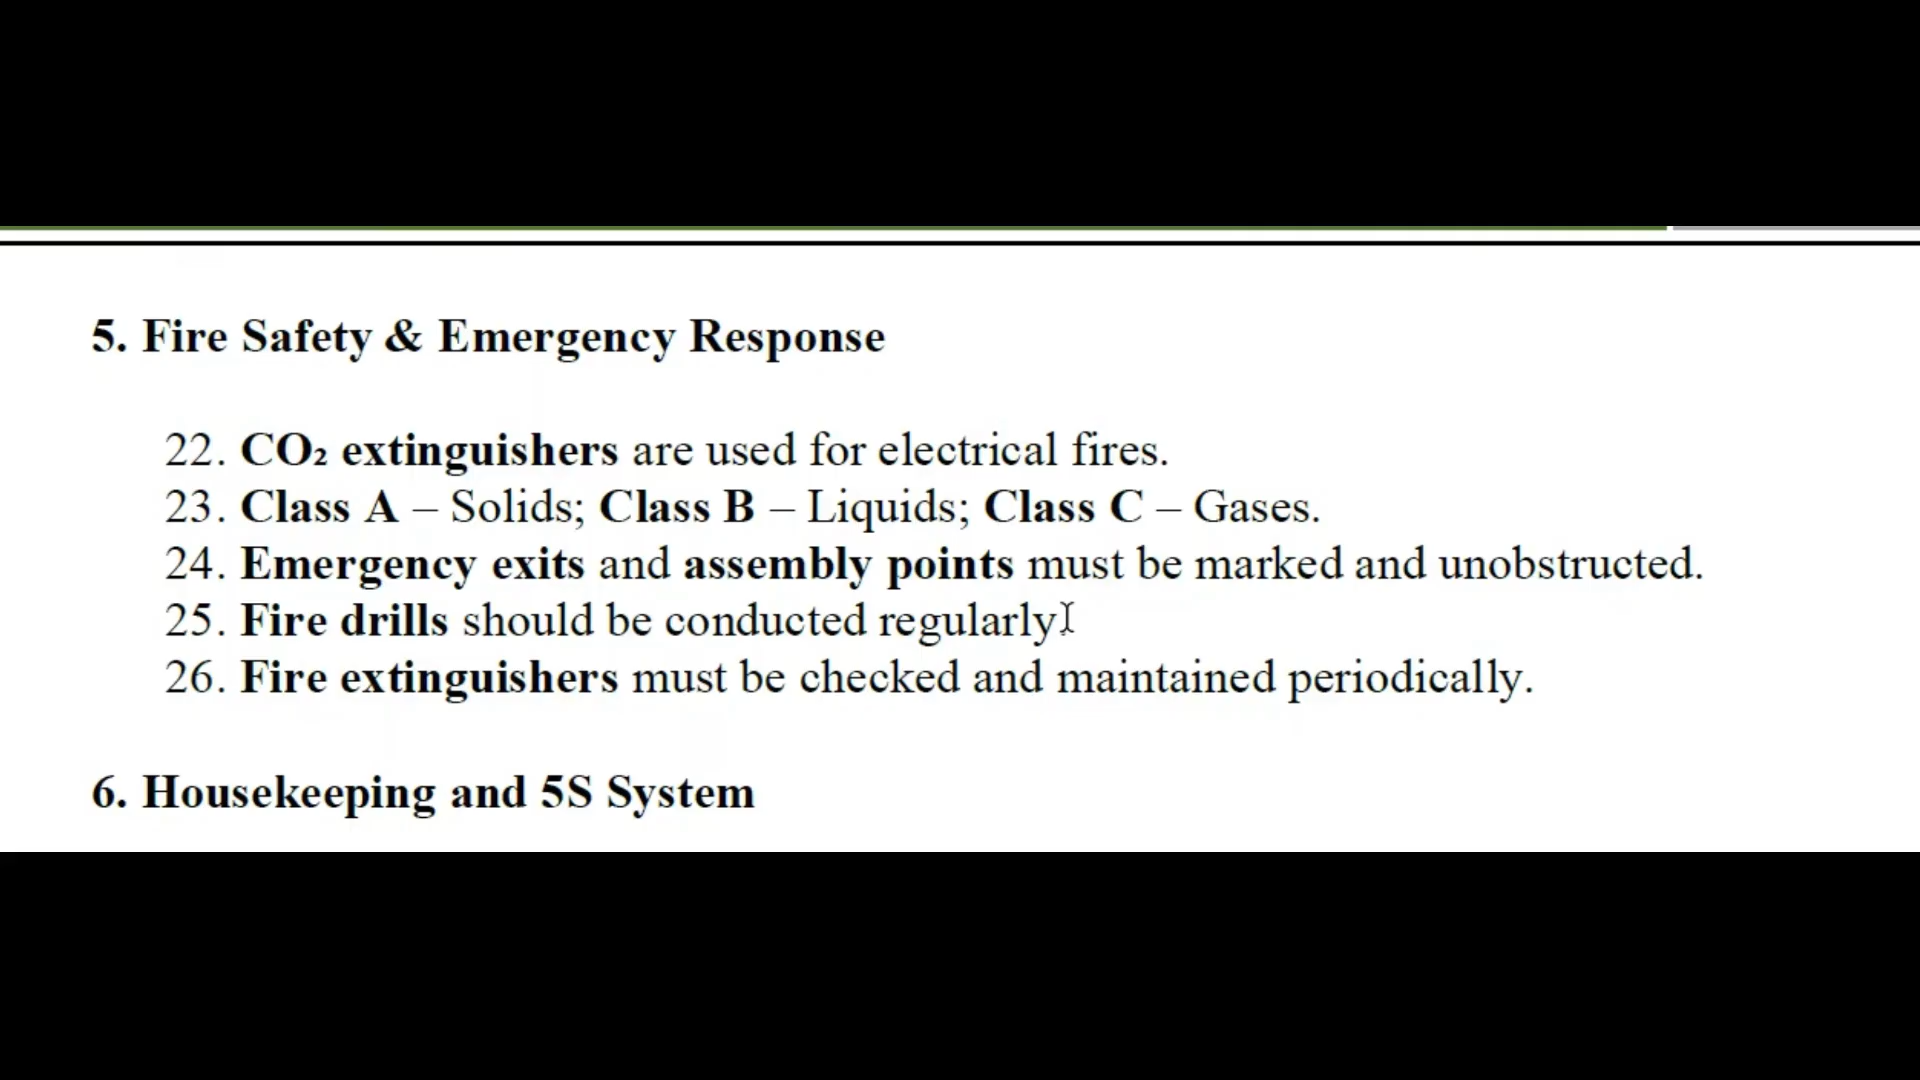 5. Fire Safety & Emergency Response
22. CO₂ extinguishers are used for electrical fires.
23. Class A – Solids; Class B – Liquids; Class C – Gases.
24. Emergency exits and assembly points must be marked and unobstructed.
25. Fire drills should be conducted regularly
26. Fire extinguishers must be checked and maintained periodically.
6. Housekeeping and 5S System